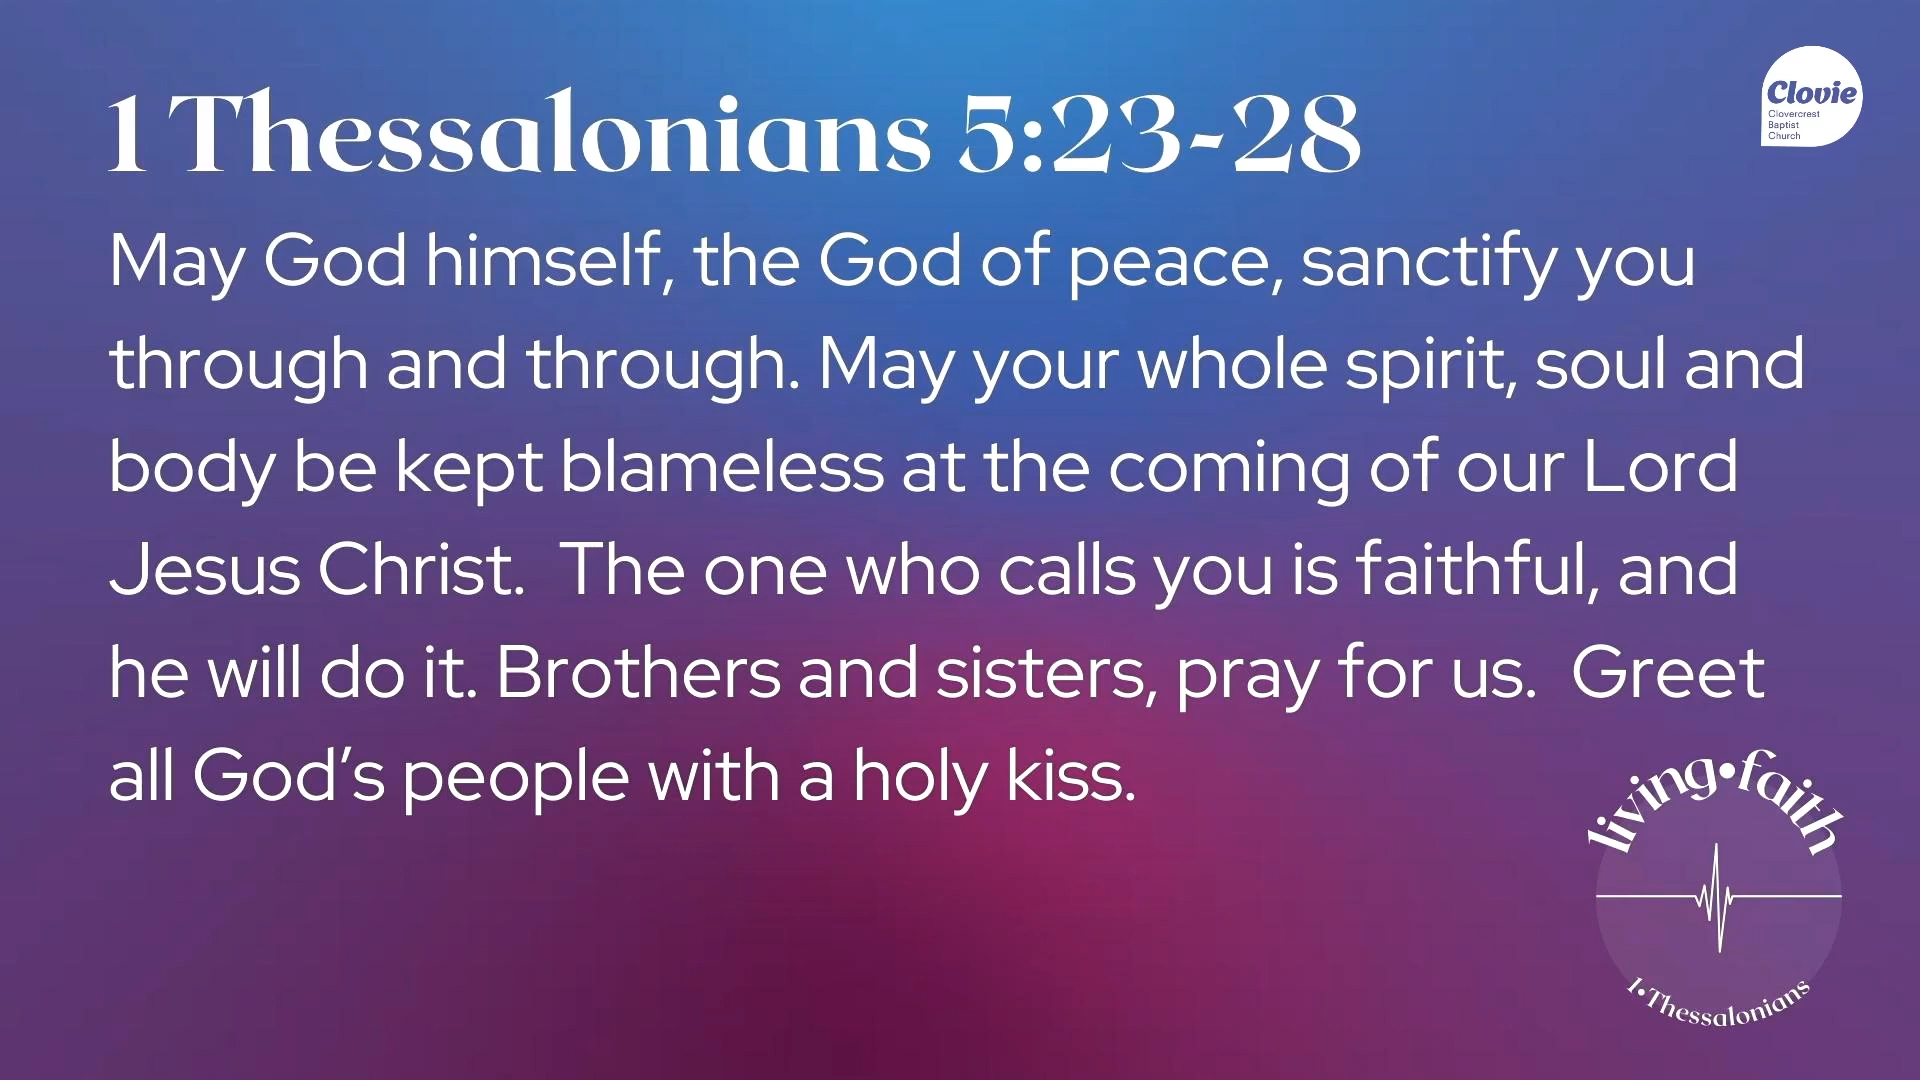 1 Thessalonians 5:23-28
Clovie
Clovercrest
Baptist
Church
May God himself, the God of peace, sanctify you
through and through. May your whole spirit, soul and
body be kept blameless at the coming of our Lord
Jesus Christ.  The one who calls you is faithful, and
he will do it. Brothers and sisters, pray for us.  Greet
all God’s people with a holy kiss.
living•faith
1•Thessalonians